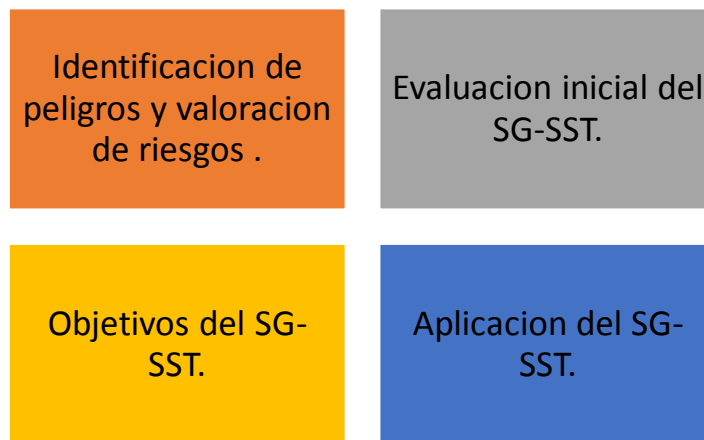 Identificacion de
peligros y valoracion
de riesgos .
Evaluacion inicial del
SG-SST.
Objetivos del SG-
SST.
Aplicacion del SG-
SST.